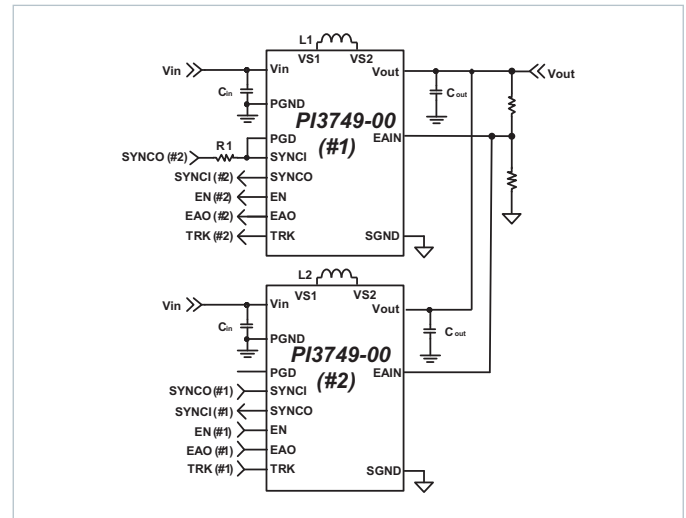 L1
VS1 VS2
Vin Vin Vout Vout
Cin Cout
PGND
PI3749-00
(#1)
PGD EAIN
R1
SYNCO (#2) SYNCI
SYNCI (#2) SYNCO
EN (#2) EN
EAO (#2) EAO
TRK (#2) TRK SGND
L2
VS1 VS2
Vin Vin Vout
Cin Cout
PGND
PI3749-00
(#2)
PGD EAIN
SYNCO (#1) SYNCI
SYNCI (#1) SYNCO
EN (#1) EN
EAO (#1) EAO
TRK (#1) TRK SGND